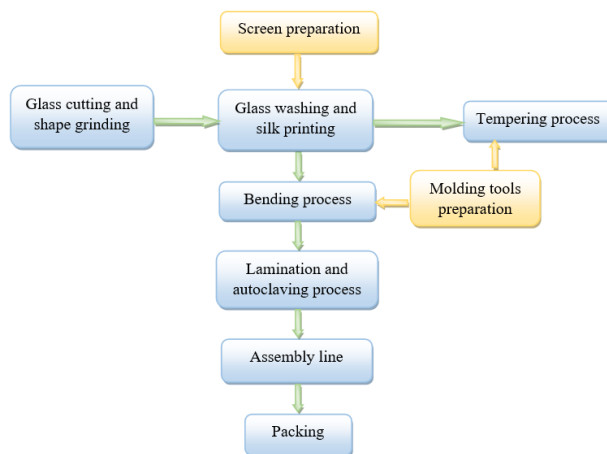 Screen preparation
Glass cutting and
shape grinding
Glass washing and
silk printing
Tempering process
Bending process
Molding tools
preparation
Lamination and
autoclaving process
Assembly line
Packing